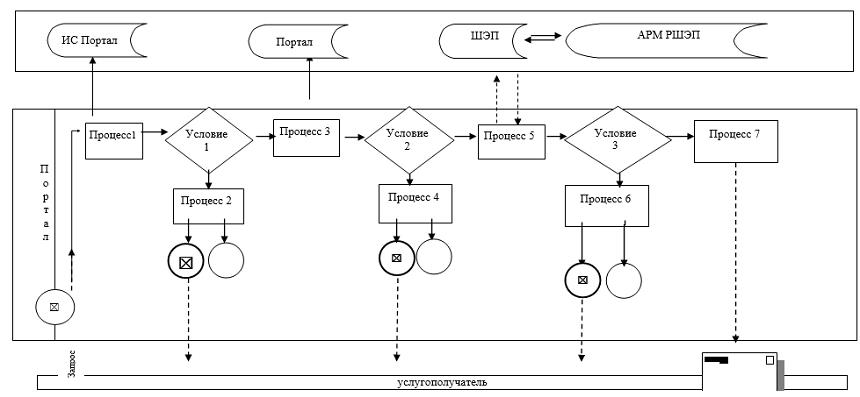 ИС Портал
Портал
ШЭП
АРМ РШЭП
Портал
Процесс1
Условие
1
Процесс 3
Условие
2
Процесс 5
Условие
3
Процесс 7
Процесс 2
Процесс 4
Процесс 6
Запрос
услугополучатель